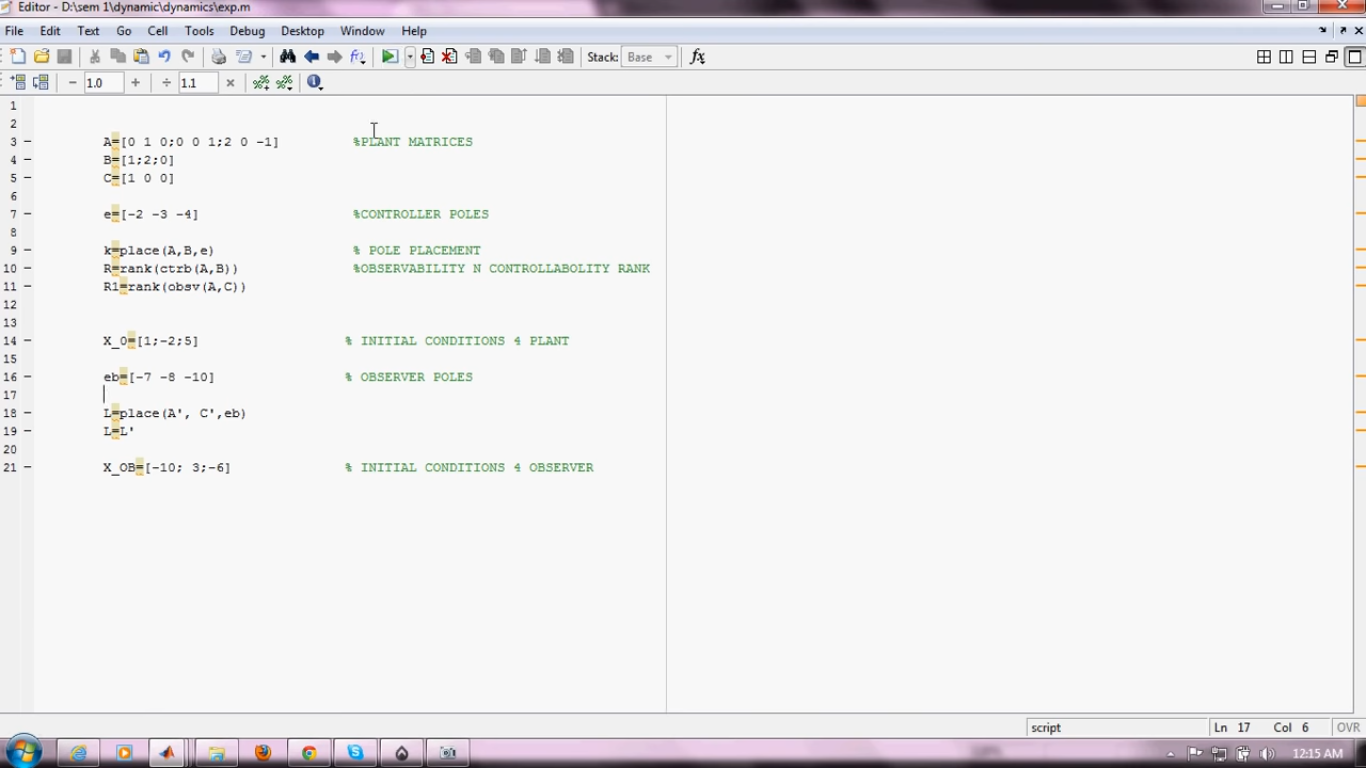 Editor - D:\sem 1\dynamic\dynamics\exp.m
File Edit Text Go Cell Tools Debug Desktop Window Help
Stack: Base fx
− 1.0 + ÷ 1.1 ×
1
2
3 – A=[0 1 0;0 0 1;2 0 -1] %PLANT MATRICES
4 – B=[1;2;0]
5 – C=[1 0 0]
6
7 – e=[-2 -3 -4] %CONTROLLER POLES
8
9 – k=place(A,B,e) % POLE PLACEMENT
10 – R=rank(ctrb(A,B)) %OBSERVABILITY N CONTROLLABOLITY RANK
11 – R1=rank(obsv(A,C))
12
13
14 – X_0=[1;-2;5] % INITIAL CONDITIONS 4 PLANT
15
16 – eb=[-7 -8 -10] % OBSERVER POLES
17
18 – L=place(A', C',eb)
19 – L=L'
20
21 – X_OB=[-10; 3;-6] % INITIAL CONDITIONS 4 OBSERVER
script Ln 17 Col 6 OVR
12:15 AM